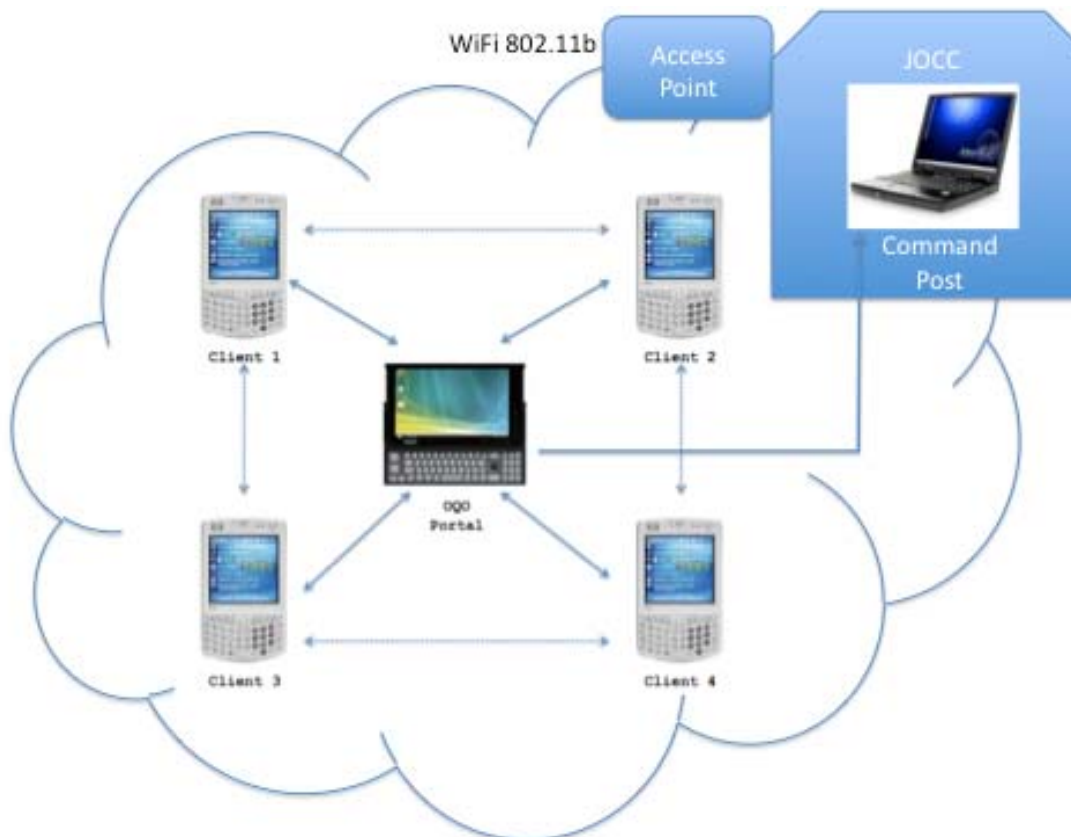 WiFi 802.11b
Access
Point
JOCC
Command
Post
Client 1
Client 2
OQO
Portal
Client 3
Client 4